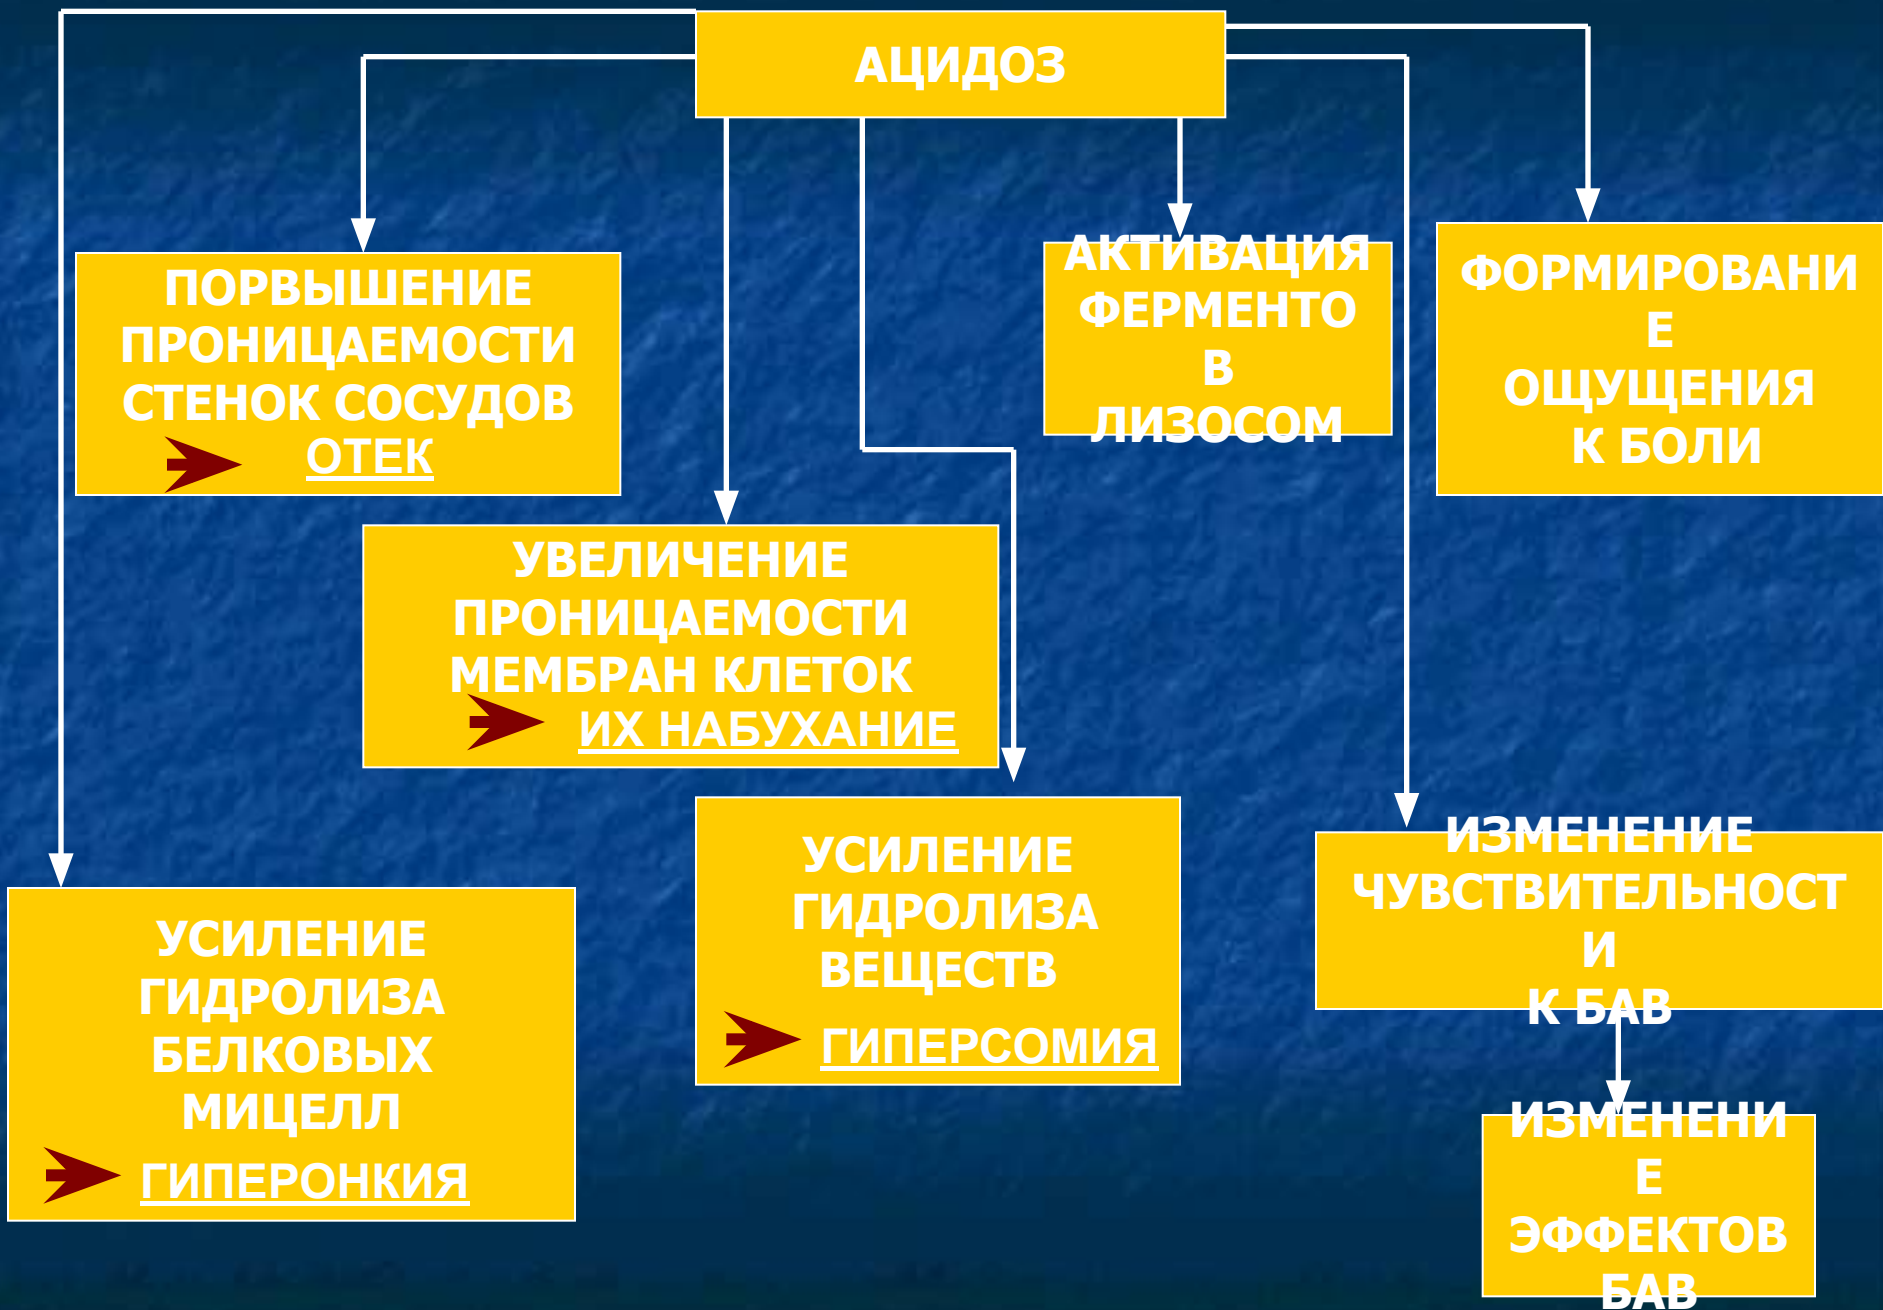 АЦИДОЗ
ПОРВЫШЕНИЕ
ПРОНИЦАЕМОСТИ
СТЕНОК СОСУДОВ
ОТЕК
АКТИВАЦИЯ
ФЕРМЕНТО
В
ЛИЗОСОМ
ФОРМИРОВАНИ
Е
ОЩУЩЕНИЯ
К БОЛИ
УВЕЛИЧЕНИЕ
ПРОНИЦАЕМОСТИ
МЕМБРАН КЛЕТОК
ИХ НАБУХАНИЕ
УСИЛЕНИЕ
ГИДРОЛИЗА
ВЕЩЕСТВ
ГИПЕРСОМИЯ
ИЗМЕНЕНИЕ
ЧУВСТВИТЕЛЬНОСТ
И
К БАВ
УСИЛЕНИЕ
ГИДРОЛИЗА
БЕЛКОВЫХ
МИЦЕЛЛ
ГИПЕРОНКИЯ
ИЗМЕНЕНИ
Е
ЭФФЕКТОВ
БАВ